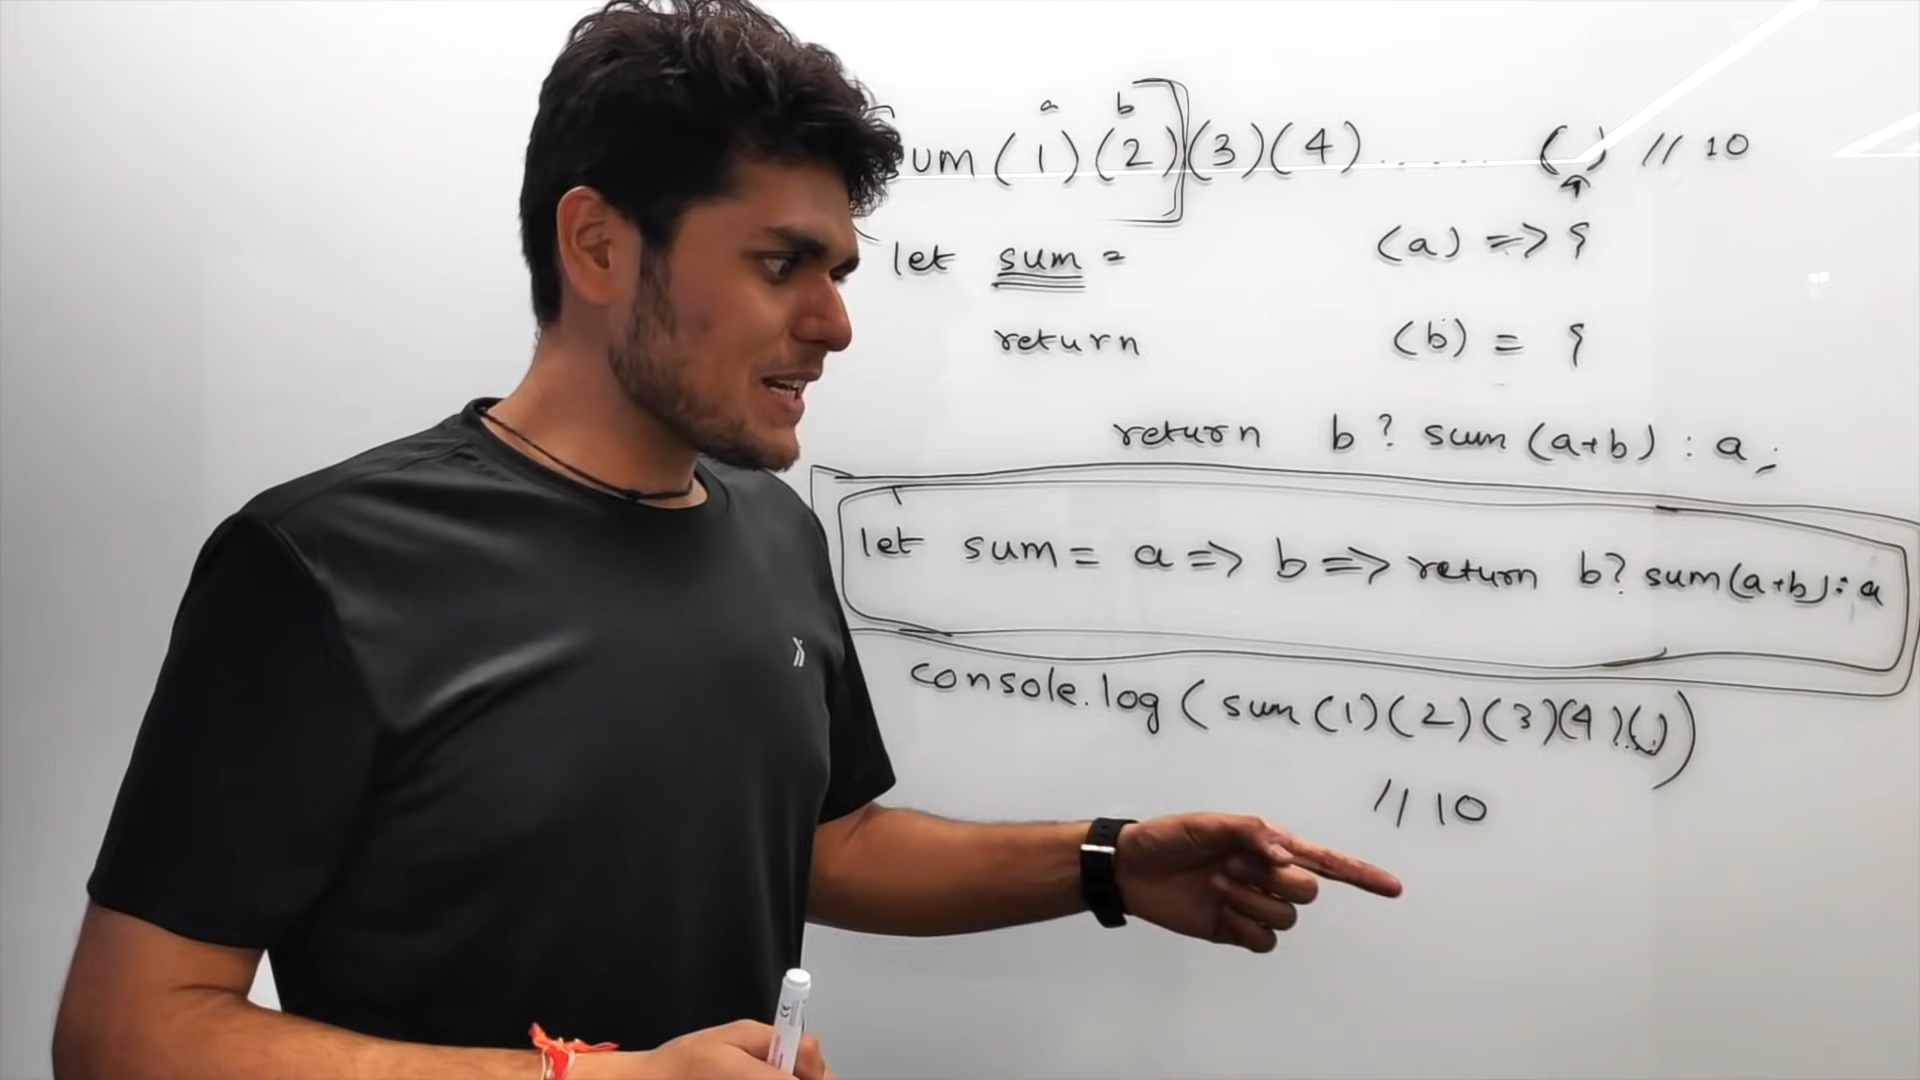 a b
sum (1)(2)(3)(4)..... () // 10
let sum = (a) => {
return (b) = {
return b ? sum (a+b) : a;
let sum = a => b => return b? sum(a+b) : a
console.log (sum (1)(2)(3)(4)(.))
// 10